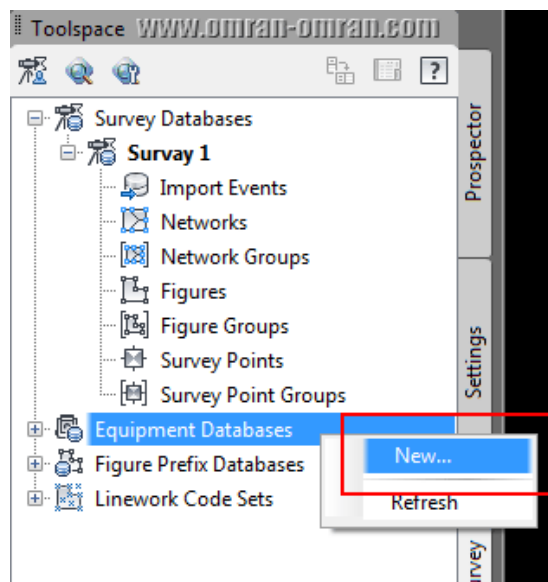 Toolspace www.omran-omran.com
?
Survey Databases
Survay 1
Import Events
Networks
Network Groups
Figures
Figure Groups
Survey Points
Survey Point Groups
Equipment Databases
New...
Figure Prefix Databases
Refresh
Linework Code Sets
Prospector
Settings